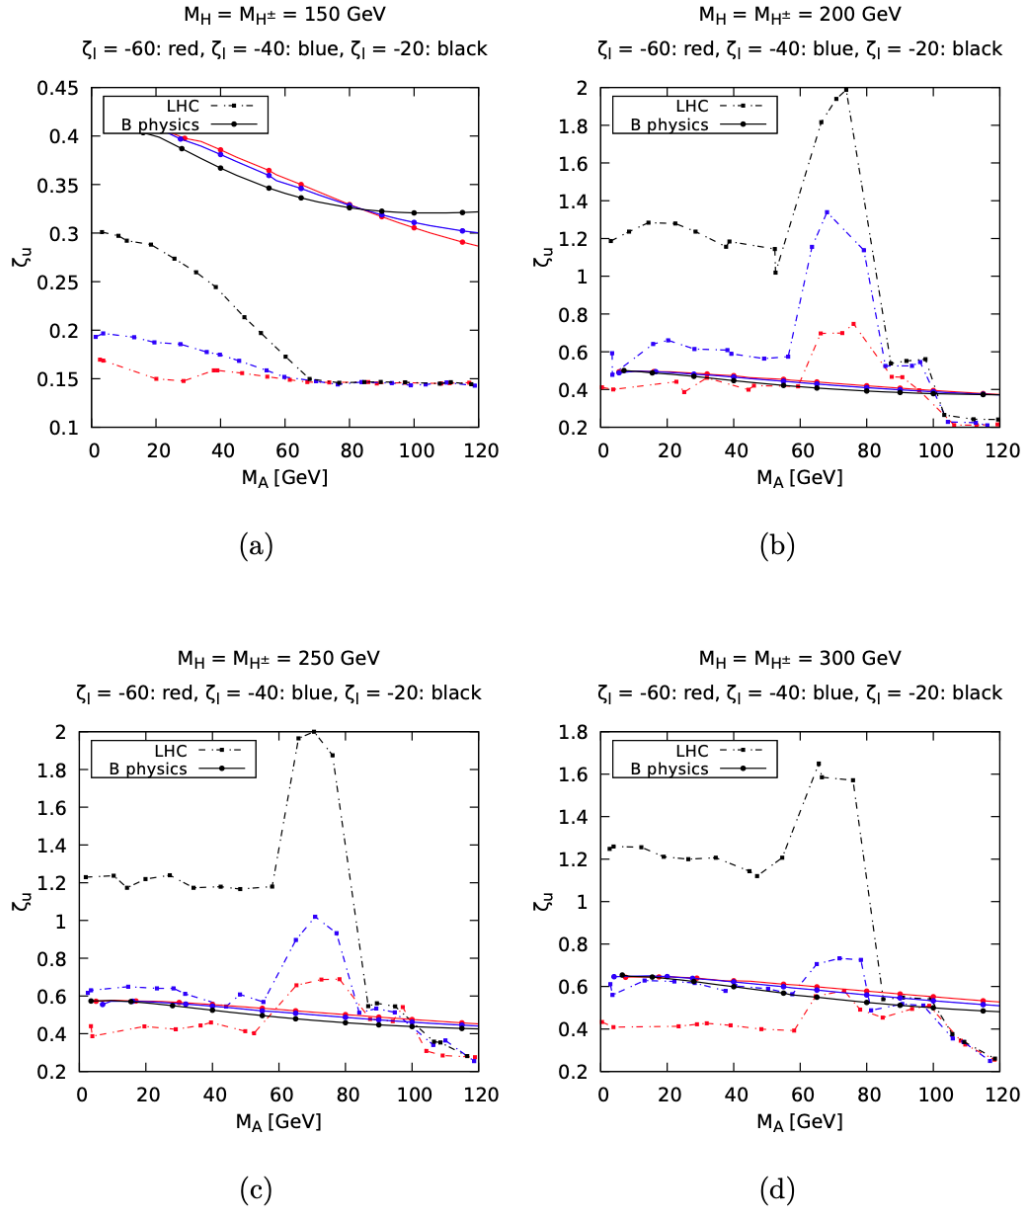 M_H = M_H± = 150 GeV
ζ_l = -60: red, ζ_l = -40: blue, ζ_l = -20: black
0.45
0.4
0.35
0.3
0.25
0.2
0.15
0.1
ζ_u
LHC
B physics
0 20 40 60 80 100 120
M_A [GeV]
(a)
M_H = M_H± = 200 GeV
ζ_l = -60: red, ζ_l = -40: blue, ζ_l = -20: black
2
1.8
1.6
1.4
1.2
1
0.8
0.6
0.4
0.2
ζ_u
LHC
B physics
0 20 40 60 80 100 120
M_A [GeV]
(b)
M_H = M_H± = 250 GeV
ζ_l = -60: red, ζ_l = -40: blue, ζ_l = -20: black
2
1.8
1.6
1.4
1.2
1
0.8
0.6
0.4
0.2
ζ_u
LHC
B physics
0 20 40 60 80 100 120
M_A [GeV]
(c)
M_H = M_H± = 300 GeV
ζ_l = -60: red, ζ_l = -40: blue, ζ_l = -20: black
1.8
1.6
1.4
1.2
1
0.8
0.6
0.4
0.2
ζ_u
LHC
B physics
0 20 40 60 80 100 120
M_A [GeV]
(d)